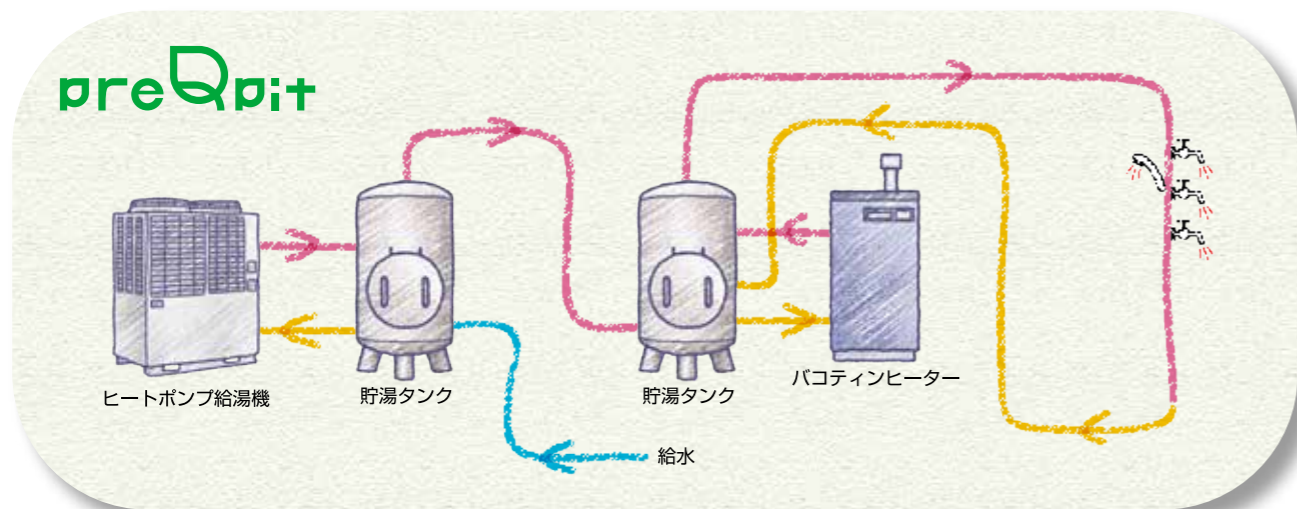 preQpit
ヒートポンプ給湯機
貯湯タンク
貯湯タンク
バコティンヒーター
給水